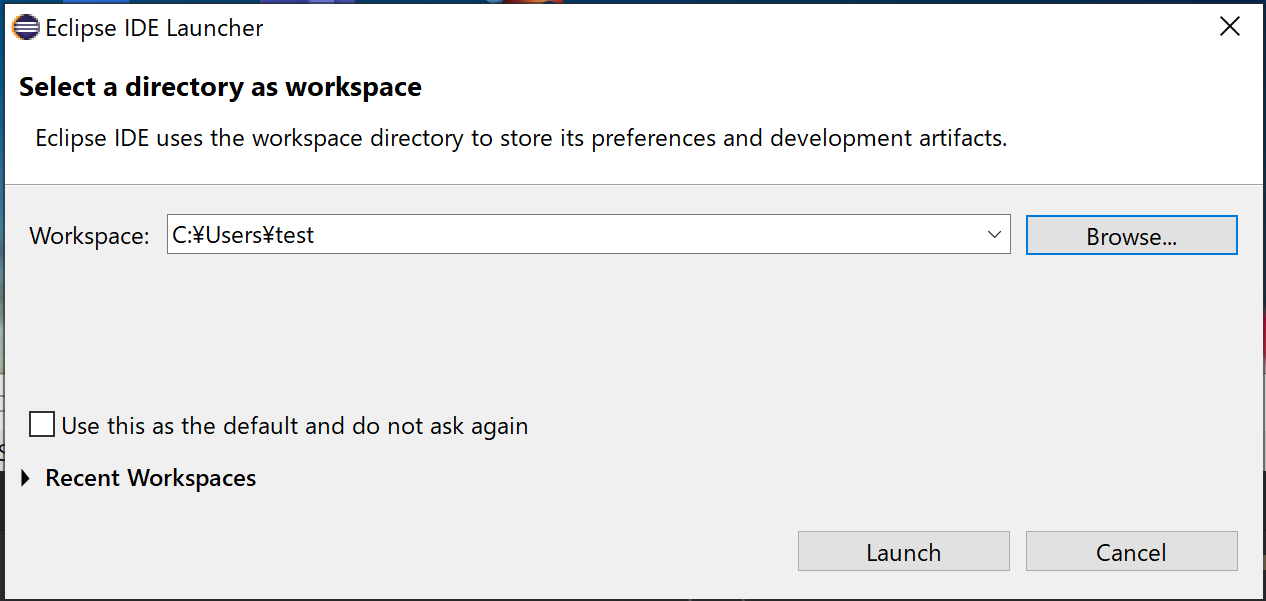 Eclipse IDE Launcher
Select a directory as workspace
Eclipse IDE uses the workspace directory to store its preferences and development artifacts.
Workspace: C:¥Users¥test Browse...
Use this as the default and do not ask again
Recent Workspaces
Launch Cancel